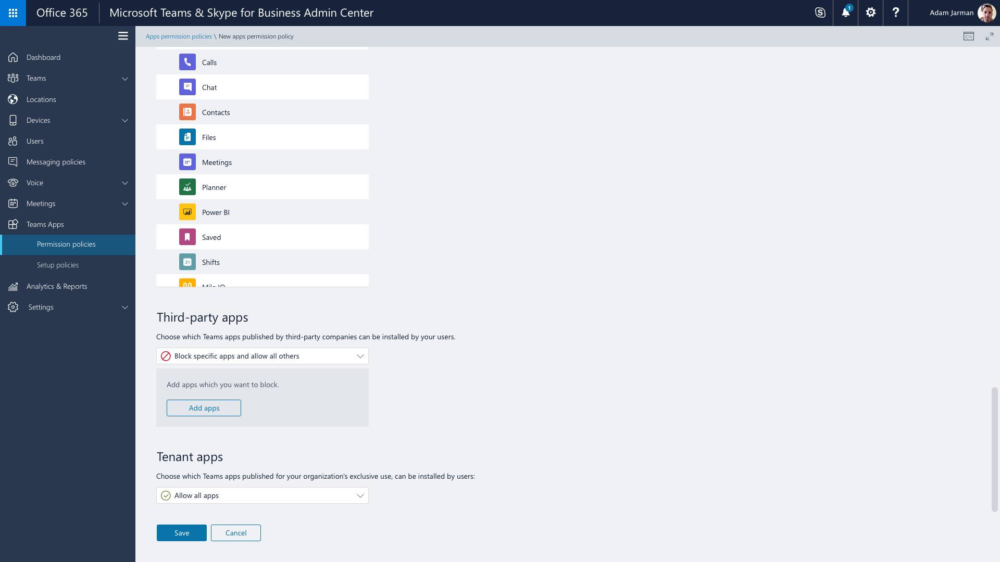 Office 365
Microsoft Teams & Skype for Business Admin Center
1
Adam Jarman
Apps permission policies \ New apps permission policy
C:\
Dashboard
Teams
Locations
Devices
Users
Messaging policies
Voice
Meetings
Teams Apps
Permission policies
Setup policies
Analytics & Reports
Settings
Calls
Chat
Contacts
Files
Meetings
Planner
Power BI
Saved
31
Shifts
Third-party apps
Choose which Teams apps published by third-party companies can be installed by your users.
Block specific apps and allow all others
Add apps which you want to block.
Add apps
Tenant apps
Choose which Teams apps published for your organization's exclusive use, can be installed by users:
Allow all apps
Save
Cancel